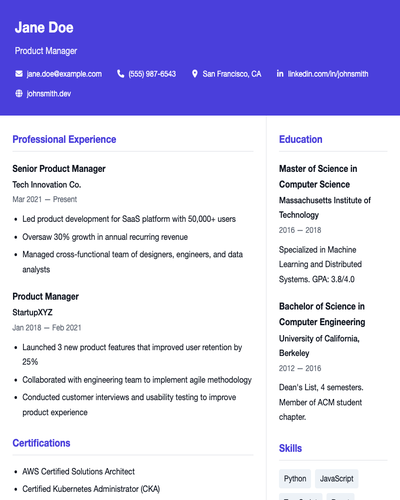 Jane Doe
Product Manager
jane.doe@example.com (555) 987-6543 San Francisco, CA linkedin.com/in/johnsmith
johnsmith.dev
Professional Experience
Senior Product Manager
Tech Innovation Co.
Mar 2021 — Present
• Led product development for SaaS platform with 50,000+ users
• Oversaw 30% growth in annual recurring revenue
• Managed cross-functional team of designers, engineers, and data
analysts
Product Manager
StartupXYZ
Jan 2018 — Feb 2021
• Launched 3 new product features that improved user retention by
25%
• Collaborated with engineering team to implement agile methodology
• Conducted customer interviews and usability testing to improve
product experience
Certifications
• AWS Certified Solutions Architect
• Certified Kubernetes Administrator (CKA)
Education
Master of Science in
Computer Science
Massachusetts Institute of
Technology
2016 — 2018
Specialized in Machine
Learning and Distributed
Systems. GPA: 3.8/4.0
Bachelor of Science in
Computer Engineering
University of California,
Berkeley
2012 — 2016
Dean's List, 4 semesters.
Member of ACM student
chapter.
Skills
Python JavaScript